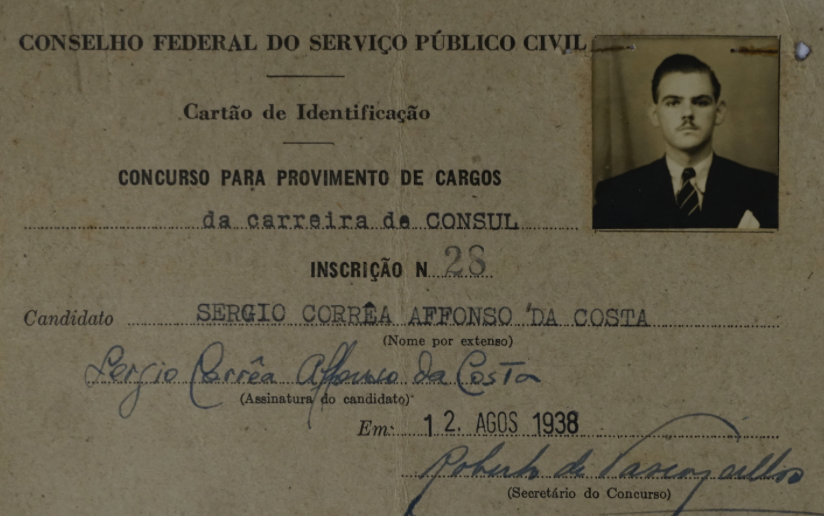 CONSELHO FEDERAL DO SERVIÇO PÚBLICO CIVIL
Cartão de Identificação
CONCURSO PARA PROVIMENTO DE CARGOS
da carreira de CONSUL
INSCRIÇÃO N. 28
Candidato SERGIO CORRÊA AFFONSO DA COSTA
(Nome por extenso)
Sergio Corrêa Affonso da Costa
(Assinatura do candidato)
Em: 12. AGOS 1938
Roberto de Vasconcellos
(Secretário do Concurso)